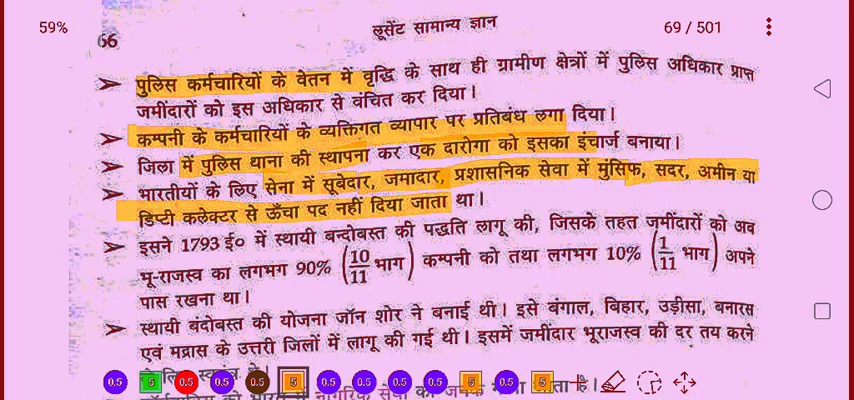 59%
69 / 501
लूसेंट सामान्य ज्ञान
66
➤ पुलिस कर्मचारियों के वेतन में वृद्धि के साथ ही ग्रामीण क्षेत्रों में पुलिस अधिकार प्राप्त
जमींदारों को इस अधिकार से वंचित कर दिया।
➤ कम्पनी के कर्मचारियों के व्यक्तिगत व्यापार पर प्रतिबंध लगा दिया।
➤ जिला में पुलिस थाना की स्थापना कर एक दारोगा को इसका इंचार्ज बनाया।
➤ भारतीयों के लिए सेना में सूबेदार, जमादार, प्रशासनिक सेवा में मुंसिफ, सदर, अमीन या
डिप्टी कलेक्टर से ऊँचा पद नहीं दिया जाता था।
➤ इसने 1793 ई० में स्थायी बन्दोबस्त की पद्धति लागू की, जिसके तहत जमींदारों को अब
भू-राजस्व का लगभग 90% (10/11 भाग) कम्पनी को तथा लगभग 10% (1/11 भाग) अपने
पास रखना था।
➤ स्थायी बंदोबस्त की योजना जॉन शोर ने बनाई थी। इसे बंगाल, बिहार, उड़ीसा, बनारस
एवं मद्रास के उत्तरी जिलों में लागू की गई थी। इसमें जमींदार भूराजस्व की दर तय करने
0.5 5 0.5 0.5 0.5 5 0.5 0.5 0.5 0.5 5 0.5 5
नागरिक सेवा का